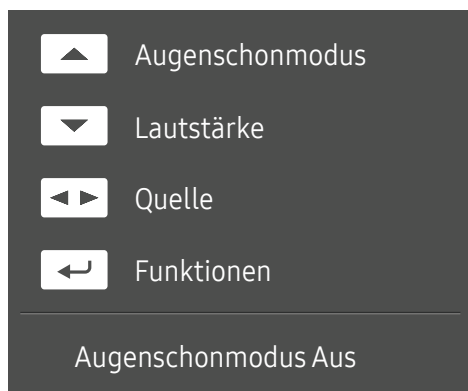 Augenschonmodus
Lautstärke
Quelle
Funktionen
Augenschonmodus Aus